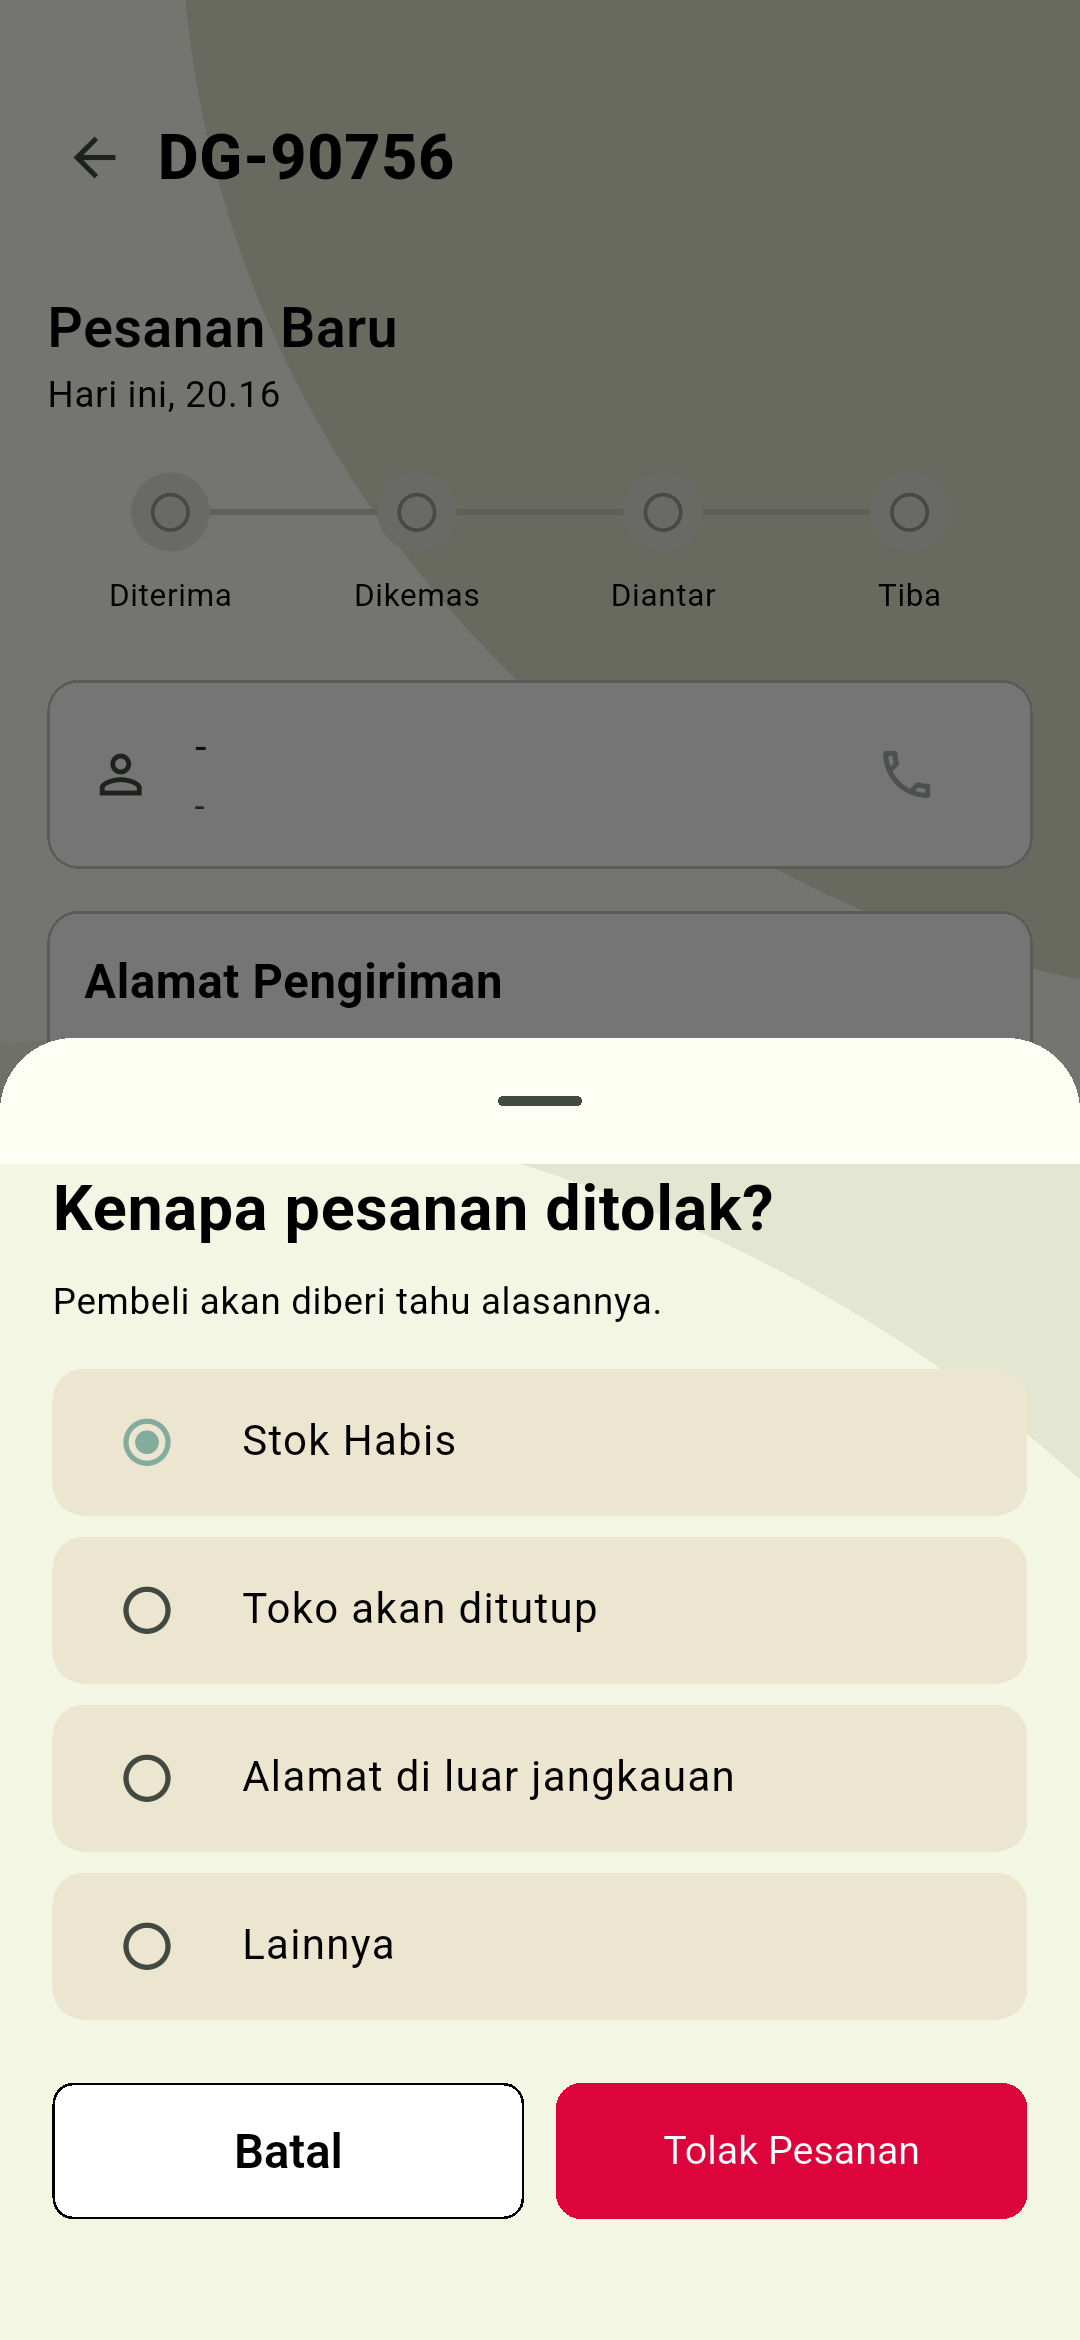 DG-90756
Pesanan Baru
Hari ini, 20.16
Diterima
Dikemas
Diantar
Tiba
-
-
Alamat Pengiriman
Kenapa pesanan ditolak?
Pembeli akan diberi tahu alasannya.
Stok Habis
Toko akan ditutup
Alamat di luar jangkauan
Lainnya
Batal
Tolak Pesanan